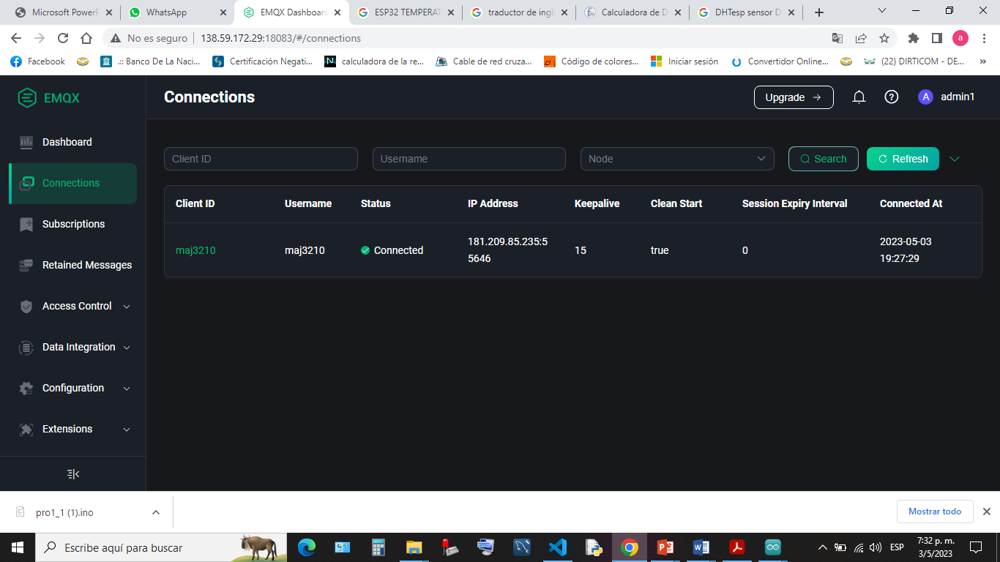 Microsoft PowerP
WhatsApp
EMQX Dashboard
ESP32 TEMPERAT
traductor de inglé
Calculadora de D
DHTesp sensor D
No es seguro
138.59.172.29:18083/#/connections
a
Facebook
.:: Banco De La Naci...
Certificación Negati...
calculadora de la re...
Cable de red cruza...
Código de colores...
Iniciar sesión
Convertidor Online...
(22) DIRTICOM - DE...
»
EMQX
Connections
Upgrade →
A
admin1
Dashboard
Connections
Subscriptions
Retained Messages
Access Control
Data Integration
Configuration
Extensions
Client ID
Username
Node
Search
Refresh
Client ID
Username
Status
IP Address
Keepalive
Clean Start
Session Expiry Interval
Connected At
maj3210
maj3210
Connected
181.209.85.235:5
5646
15
true
0
2023-05-03
19:27:29
pro1_1 (1).ino
Mostrar todo
Escribe aquí para buscar
ESP
7:32 p. m.
3/5/2023